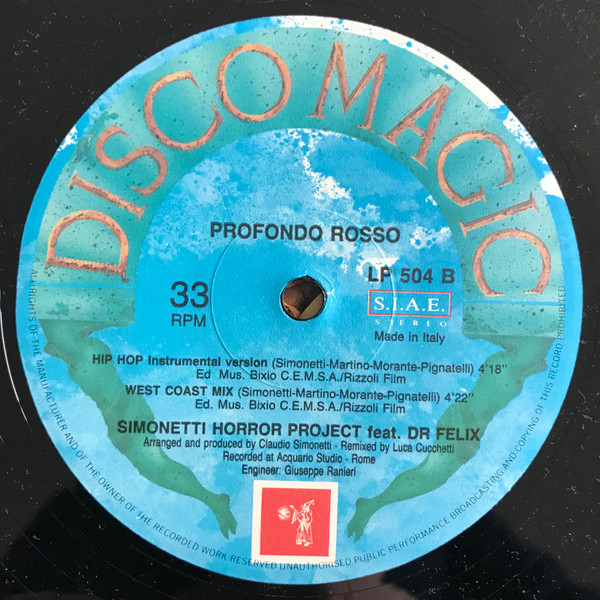 DISCO MAGIC
PROFONDO ROSSO
33
RPM
LP 504 B
S.I.A.E.
STEREO
Made in Italy
HIP HOP Instrumental version (Simonetti-Martino-Morante-Pignatelli) 4'18"
Ed. Mus. Bixio C.E.M.S.A./Rizzoli Film
WEST COAST MIX (Simonetti-Martino-Morante-Pignatelli) 4'22"
Ed. Mus. Bixio C.E.M.S.A./Rizzoli Film
SIMONETTI HORROR PROJECT feat. DR FELIX
Arranged and produced by Claudio Simonetti - Remixed by Luca Cucchetti
Recorded at Acquario Studio - Rome
Engineer: Giuseppe Ranieri
ALL RIGHTS OF THE MANUFACTURER AND OF THE OWNER OF THE RECORDED WORK RESERVED UNAUTHORISED PUBLIC PERFORMANCE BROADCASTING AND COPYING OF THIS RECORD PROHIBITED